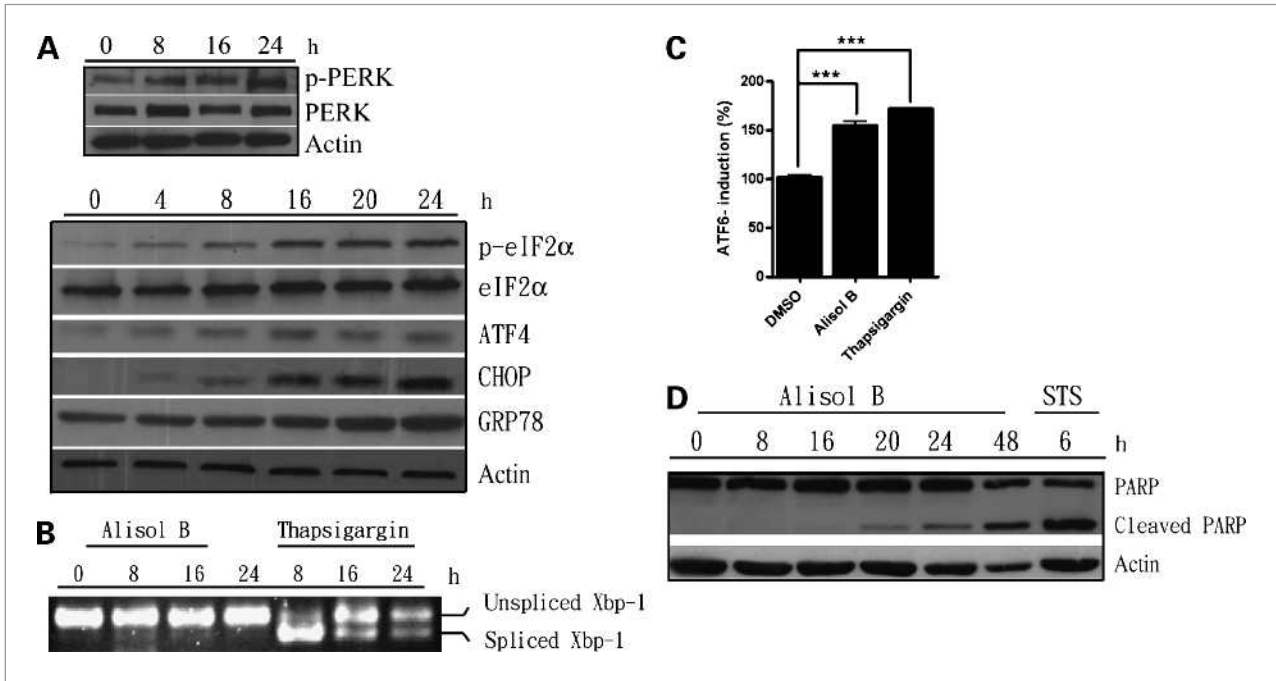 A
0 8 16 24 h
p-PERK
PERK
Actin
0 4 8 16 20 24 h
p-eIF2α
eIF2α
ATF4
CHOP
GRP78
Actin
B
Alisol B Thapsigargin
0 8 16 24 8 16 24 h
Unspliced Xbp-1
Spliced Xbp-1
C
***
***
200
150
100
50
0
ATF6- induction (%)
DMSO
Alisol B
Thapsigargin
D
Alisol B STS
0 8 16 20 24 48 6 h
PARP
Cleaved PARP
Actin